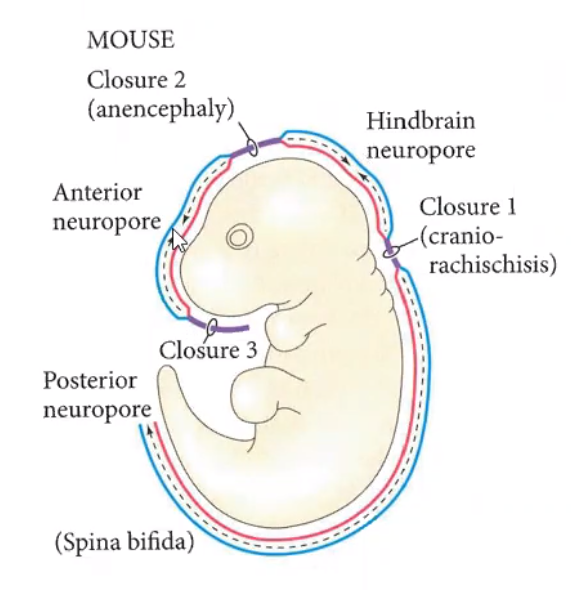 MOUSE
Closure 2
(anencephaly)
Hindbrain
neuropore
Anterior
neuropore
Closure 1
(cranio-
rachischisis)
Closure 3
Posterior
neuropore
(Spina bifida)